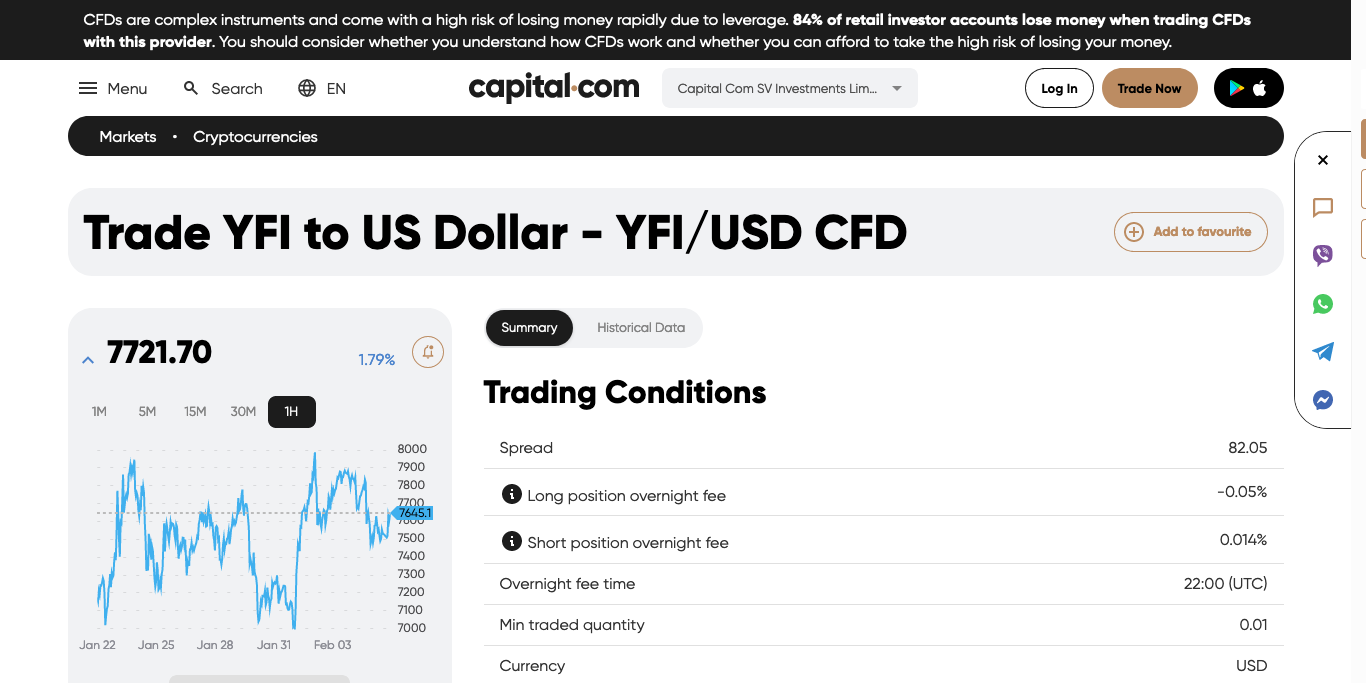 CFDs are complex instruments and come with a high risk of losing money rapidly due to leverage. 84% of retail investor accounts lose money when trading CFDs
with this provider. You should consider whether you understand how CFDs work and whether you can afford to take the high risk of losing your money.
Menu
Search
EN
capital.com
Capital Com SV Investments Lim...
Log In
Trade Now
Markets • Cryptocurrencies
Trade YFI to US Dollar - YFI/USD CFD
Add to favourite
7721.70
1.79%
1M 5M 15M 30M 1H
8000
7900
7800
7700
7645.1
7600
7500
7400
7300
7200
7100
7000
Jan 22 Jan 25 Jan 28 Jan 31 Feb 03
Summary
Historical Data
Trading Conditions
Spread 82.05
Long position overnight fee -0.05%
Short position overnight fee 0.014%
Overnight fee time 22:00 (UTC)
Min traded quantity 0.01
Currency USD